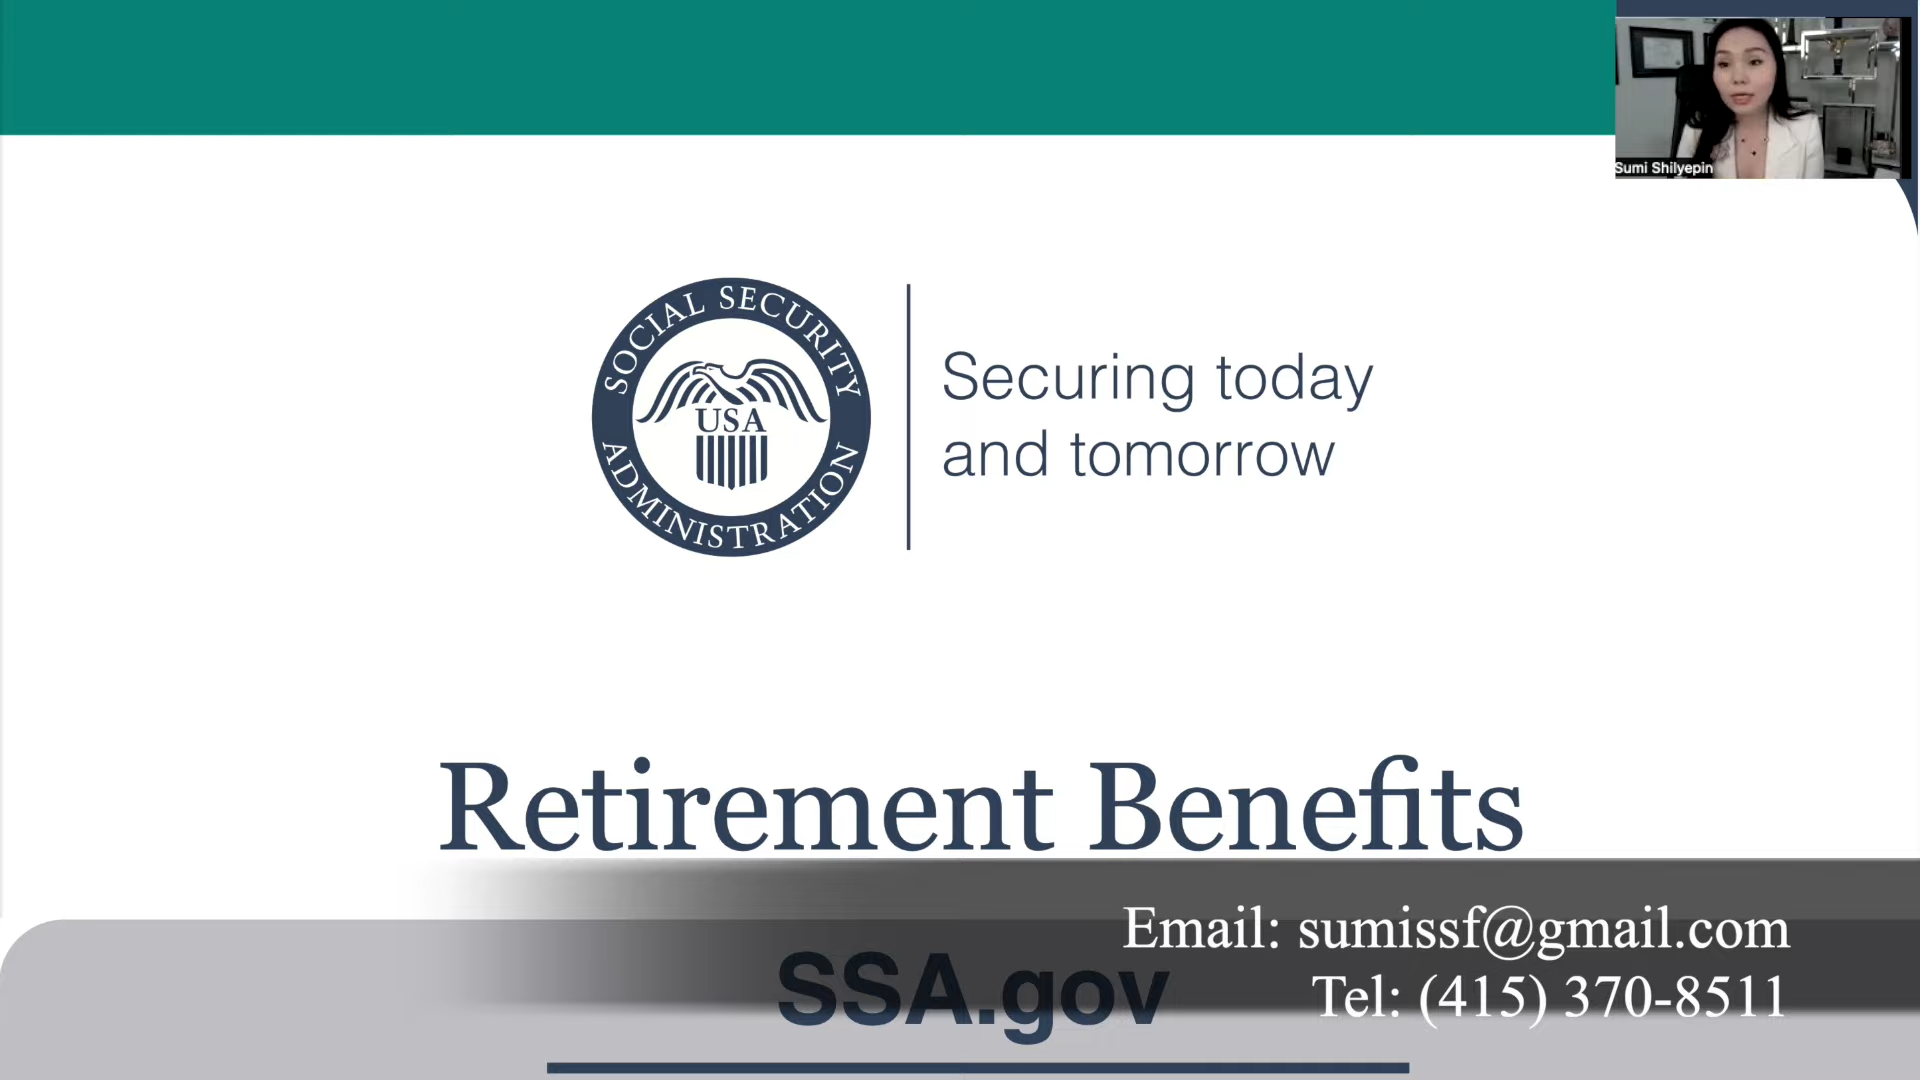 Sumi Shilyepin
SOCIAL SECURITY
USA
ADMINISTRATION
Securing today
and tomorrow
Retirement Benefits
Email: sumissf@gmail.com
SSA.gov
Tel: (415) 370-8511